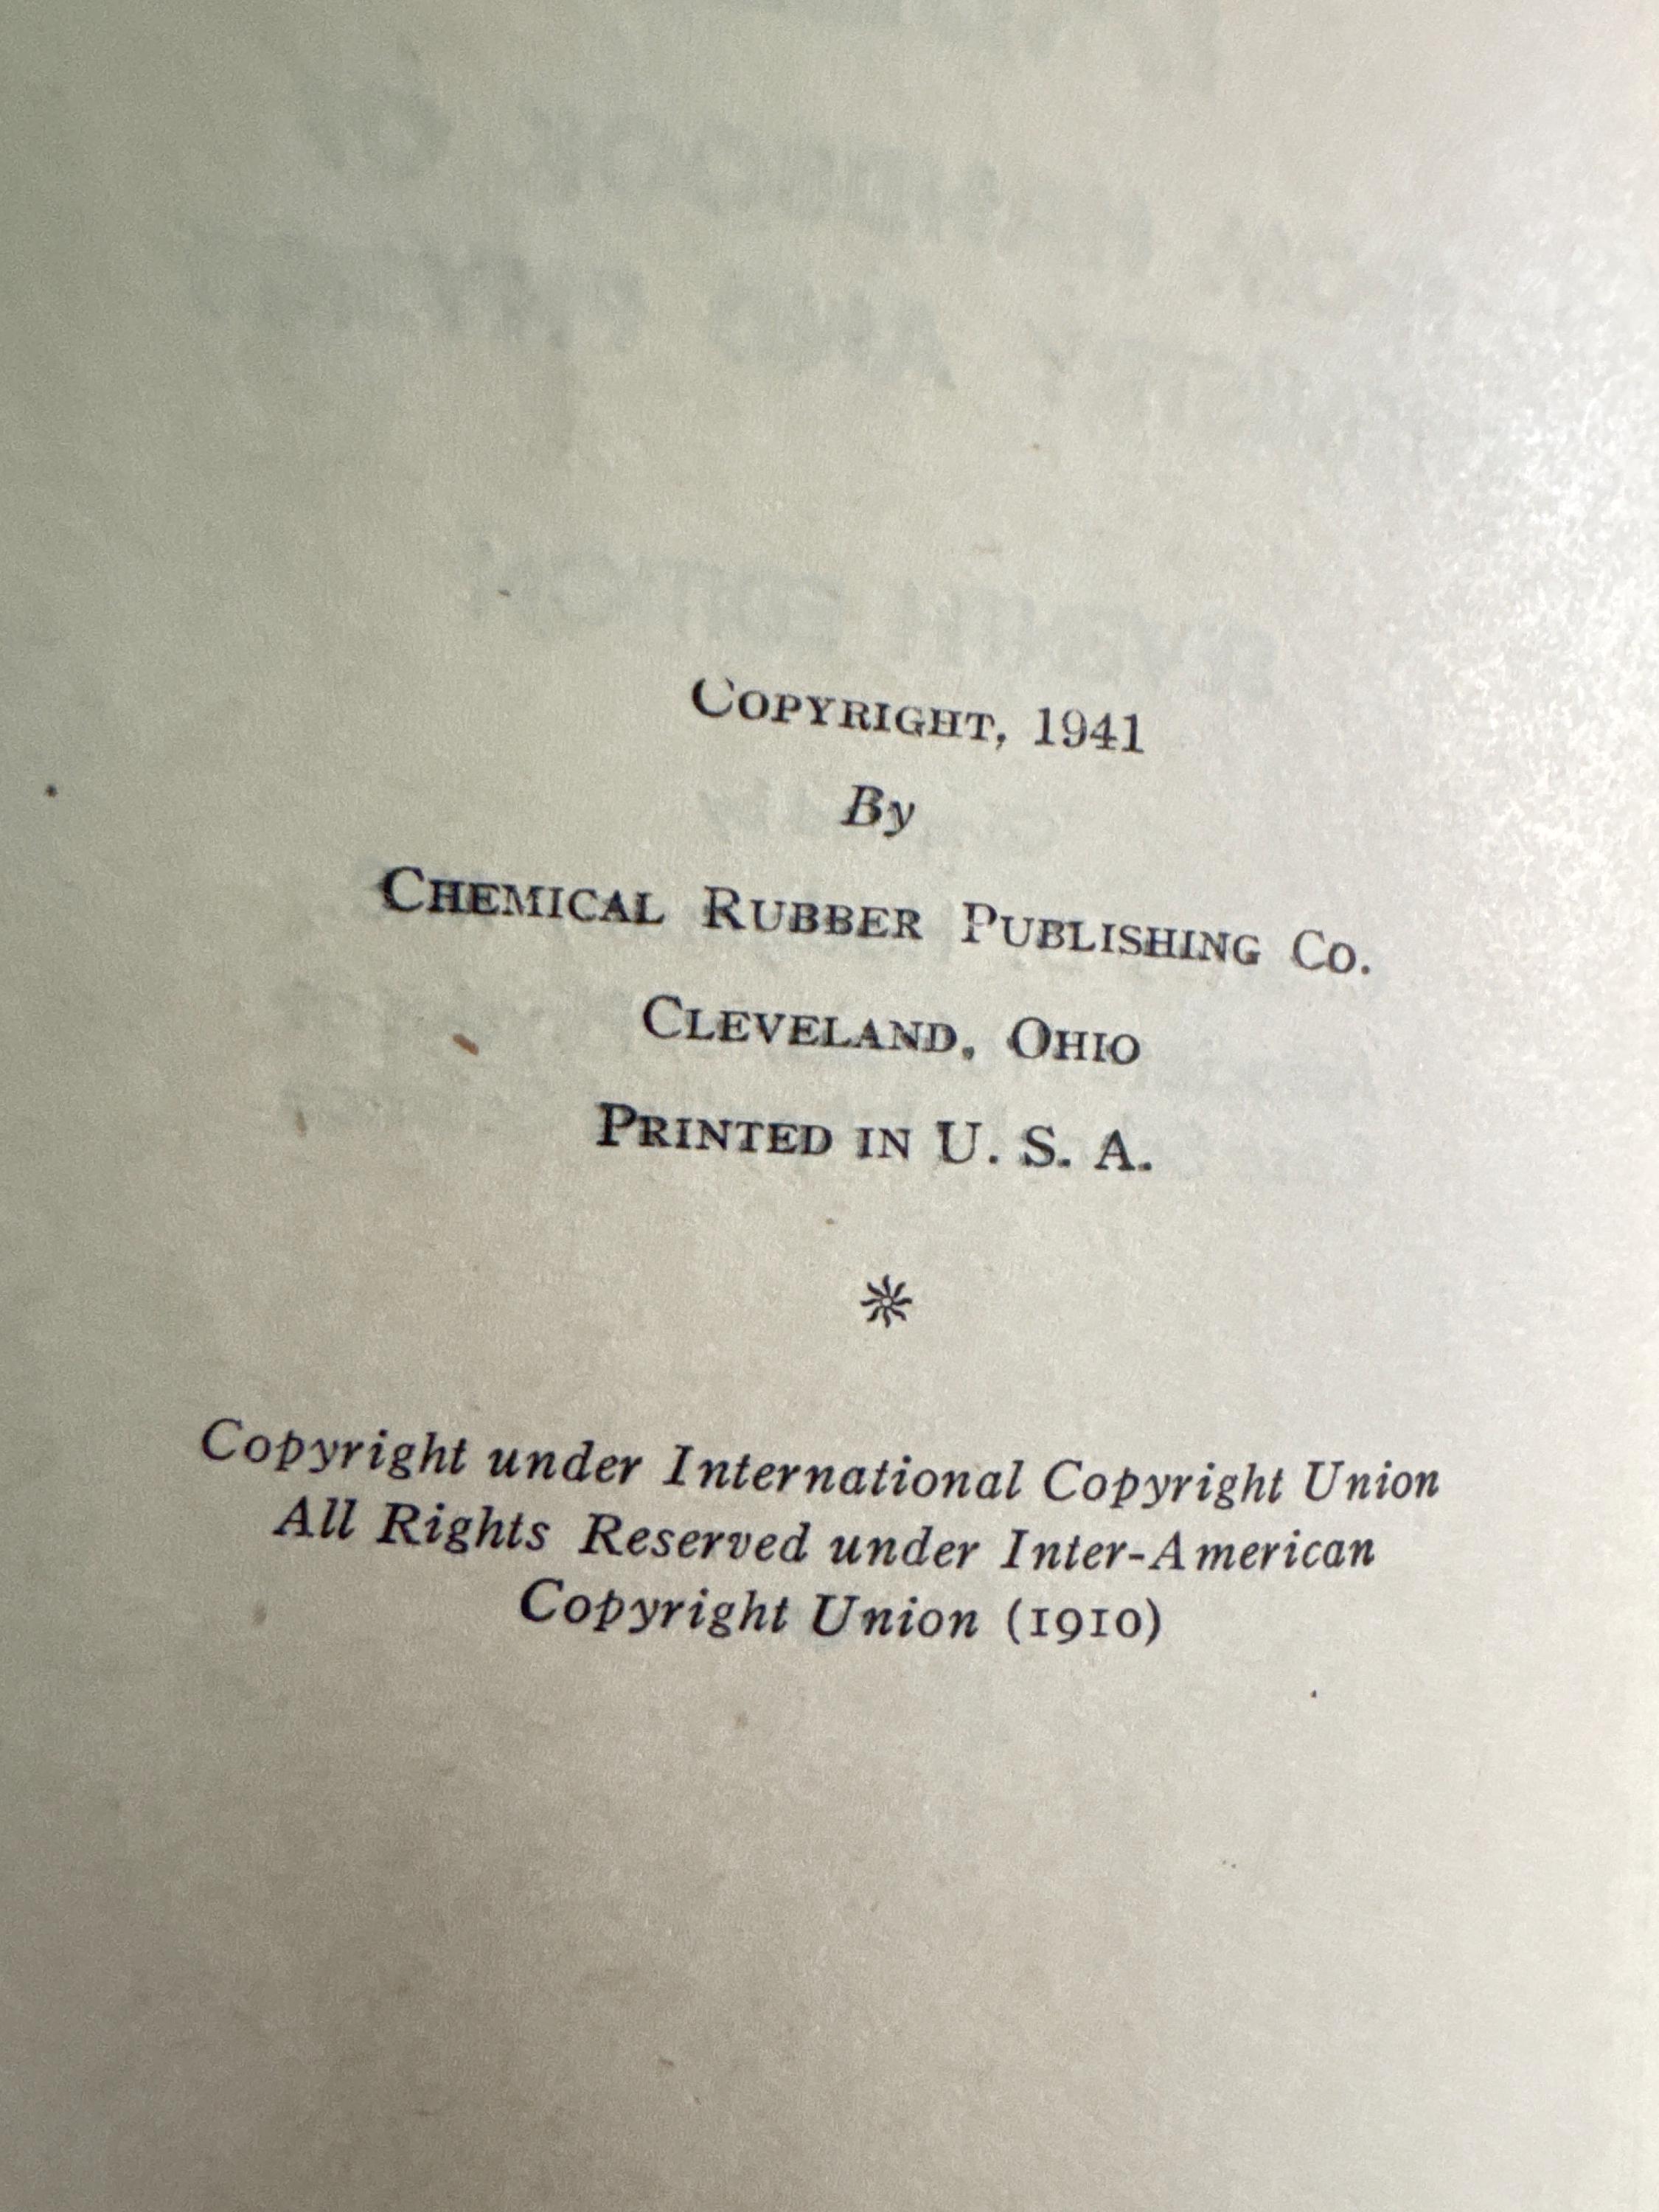 COPYRIGHT, 1941
By
CHEMICAL RUBBER PUBLISHING CO.
CLEVELAND, OHIO
PRINTED IN U. S. A.
Copyright under International Copyright Union
All Rights Reserved under Inter-American
Copyright Union (1910)